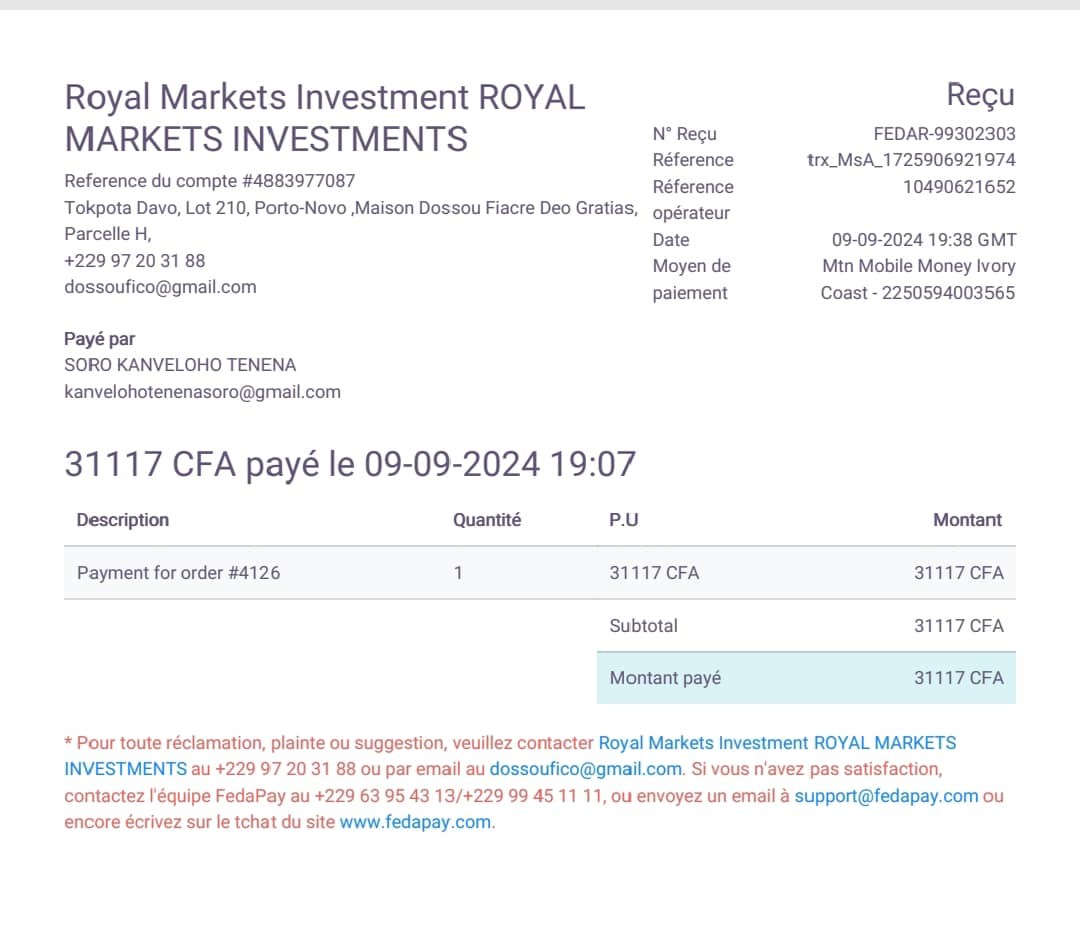 Royal Markets Investment ROYAL
MARKETS INVESTMENTS
Reference du compte #4883977087
Tokpota Davo, Lot 210, Porto-Novo ,Maison Dossou Fiacre Deo Gratias,
Parcelle H,
+229 97 20 31 88
dossoufico@gmail.com
Reçu
N° Reçu FEDAR-99302303
Réference trx_MsA_1725906921974
Réference 10490621652
opérateur
Date 09-09-2024 19:38 GMT
Moyen de Mtn Mobile Money Ivory
paiement Coast - 2250594003565
Payé par
SORO KANVELOHO TENENA
kanvelohotenenasoro@gmail.com
31117 CFA payé le 09-09-2024 19:07
Description Quantité P.U Montant
Payment for order #4126 1 31117 CFA 31117 CFA
Subtotal 31117 CFA
Montant payé 31117 CFA
* Pour toute réclamation, plainte ou suggestion, veuillez contacter Royal Markets Investment ROYAL MARKETS
INVESTMENTS au +229 97 20 31 88 ou par email au dossoufico@gmail.com. Si vous n'avez pas satisfaction,
contactez l'équipe FedaPay au +229 63 95 43 13/+229 99 45 11 11, ou envoyez un email à support@fedapay.com ou
encore écrivez sur le tchat du site www.fedapay.com.